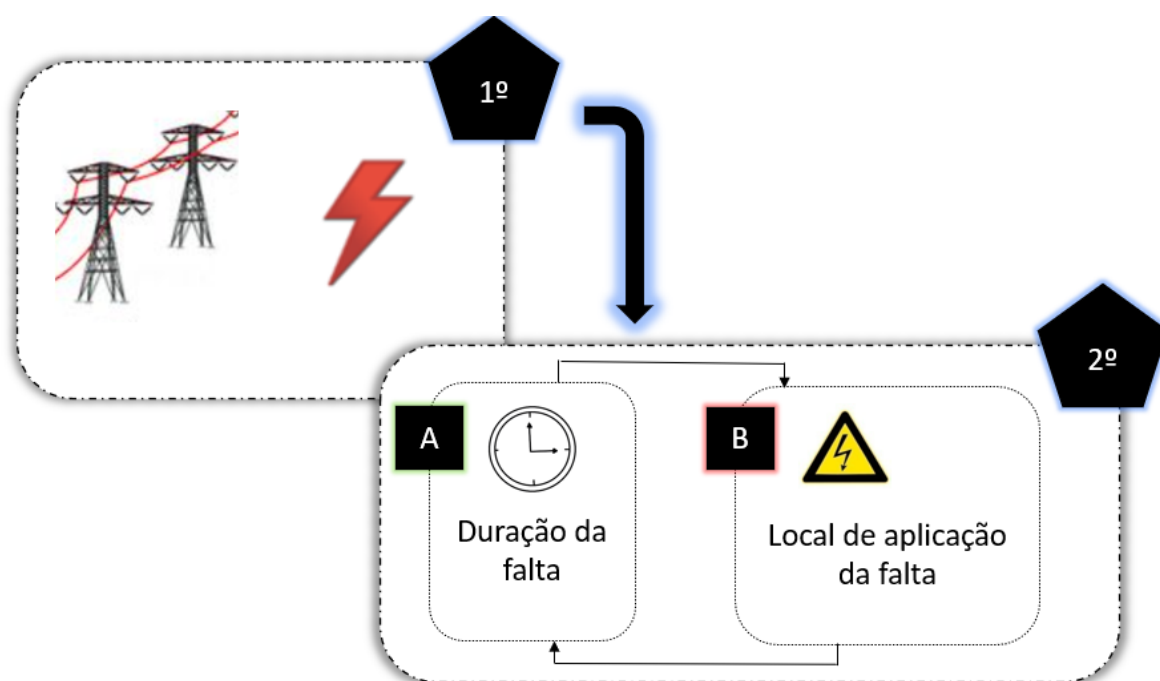 1º
2º
A
B
Duração da
falta
Local de aplicação
da falta